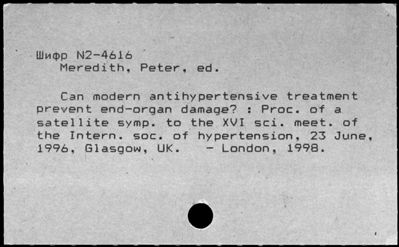 Шифр N2-4616
Meredith, Peter, ed.
Can modern antihypertensive treatment
prevent end-organ damage? : Proc. of a
satellite symp. to the XVI sci. meet. of
the Intern. soc. of hypertension, 23 June,
1996, Glasgow, UK. - London, 1998.